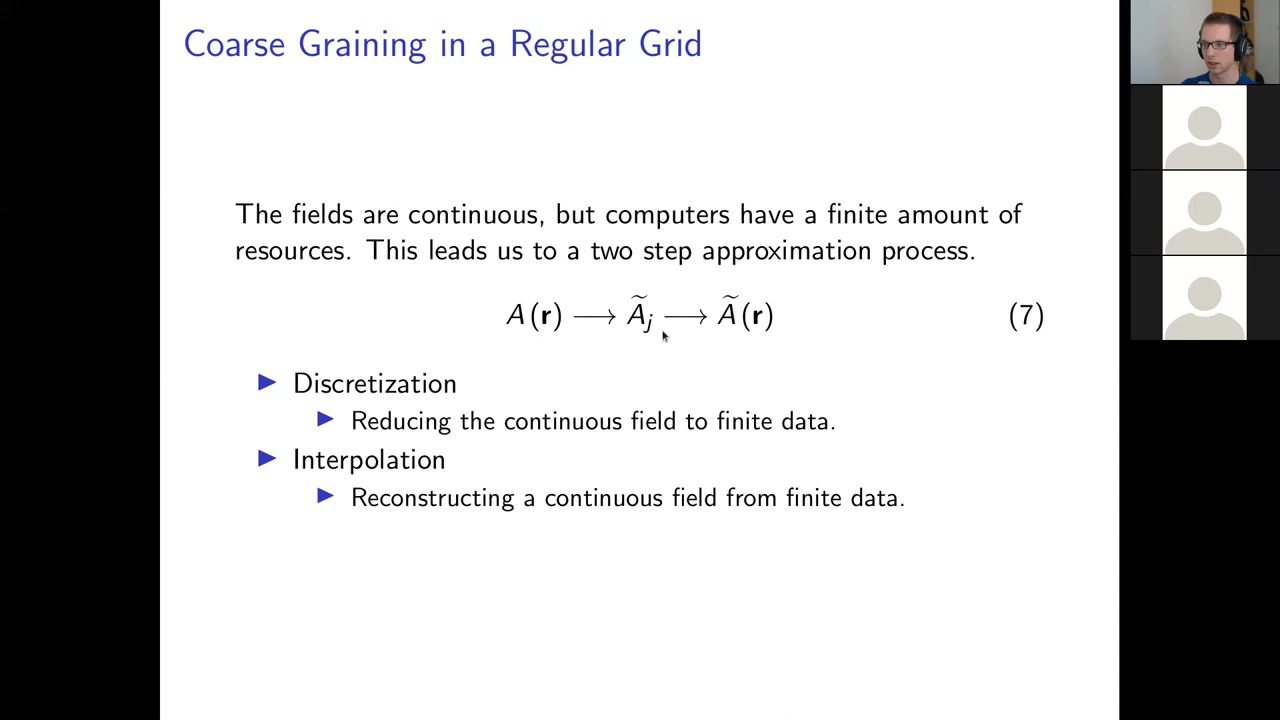 Coarse Graining in a Regular Grid
The fields are continuous, but computers have a finite amount of
resources. This leads us to a two step approximation process.
A(𝐫) ⟶ Ã_j ⟶ Ã(𝐫) (7)
▶ Discretization
▶ Reducing the continuous field to finite data.
▶ Interpolation
▶ Reconstructing a continuous field from finite data.